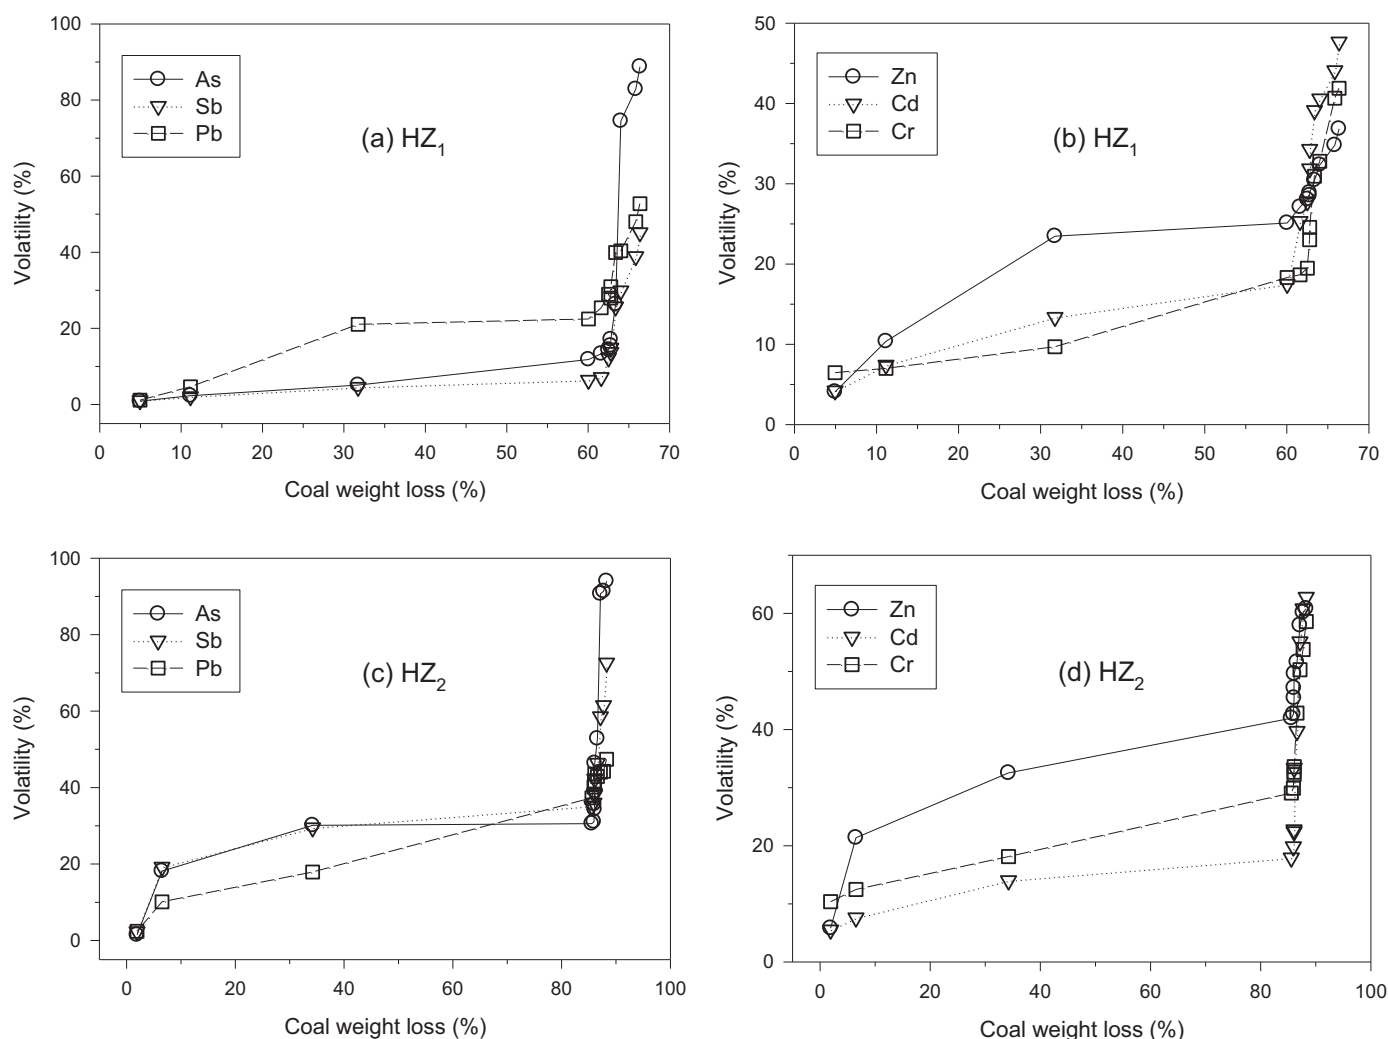 100
80
60
40
20
0
Volatility (%)
As
Sb
Pb
(a) HZ1
0 10 20 30 40 50 60 70
Coal weight loss (%)
50
40
30
20
10
0
Volatility (%)
Zn
Cd
Cr
(b) HZ1
0 10 20 30 40 50 60 70
Coal weight loss (%)
100
80
60
40
20
0
Volatility (%)
As
Sb
Pb
(c) HZ2
0 20 40 60 80 100
Coal weight loss (%)
60
40
20
0
Volatility (%)
Zn
Cd
Cr
(d) HZ2
0 20 40 60 80 100
Coal weight loss (%)